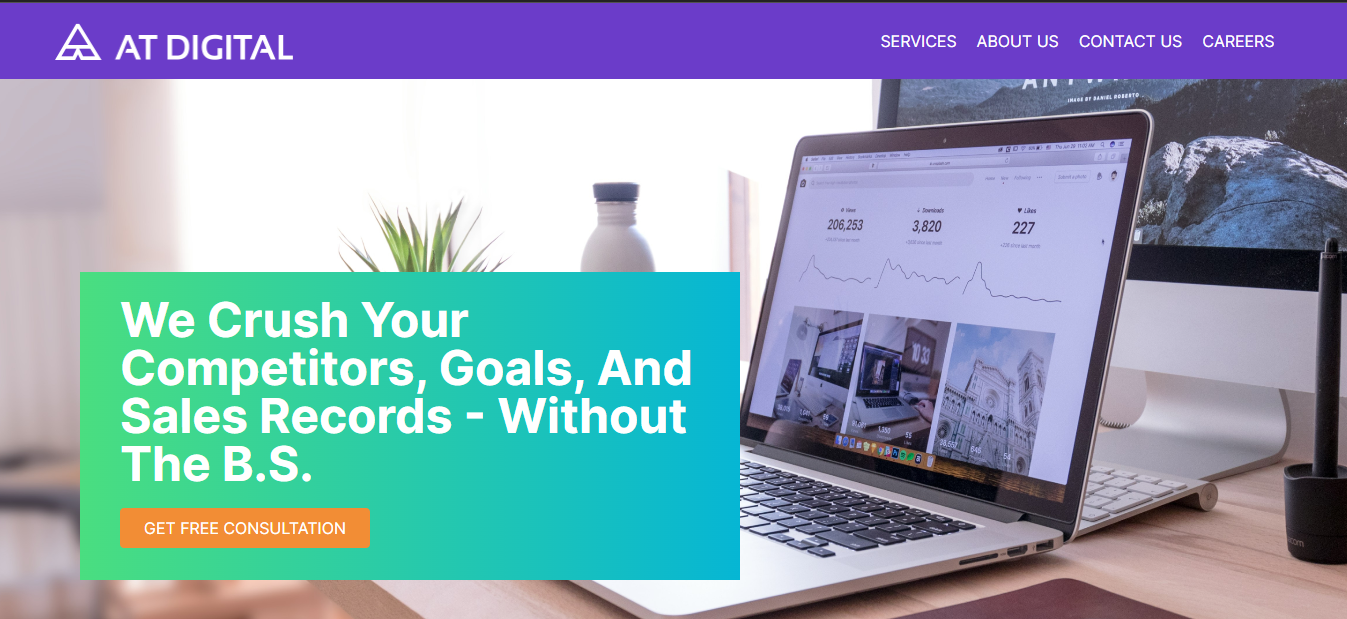 AT DIGITAL
SERVICES ABOUT US CONTACT US CAREERS
IMAGE BY DANIEL ROBERTO
Views Downloads Likes
206,253 3,820 227
We Crush Your
Competitors, Goals, And
Sales Records - Without
The B.S.
GET FREE CONSULTATION